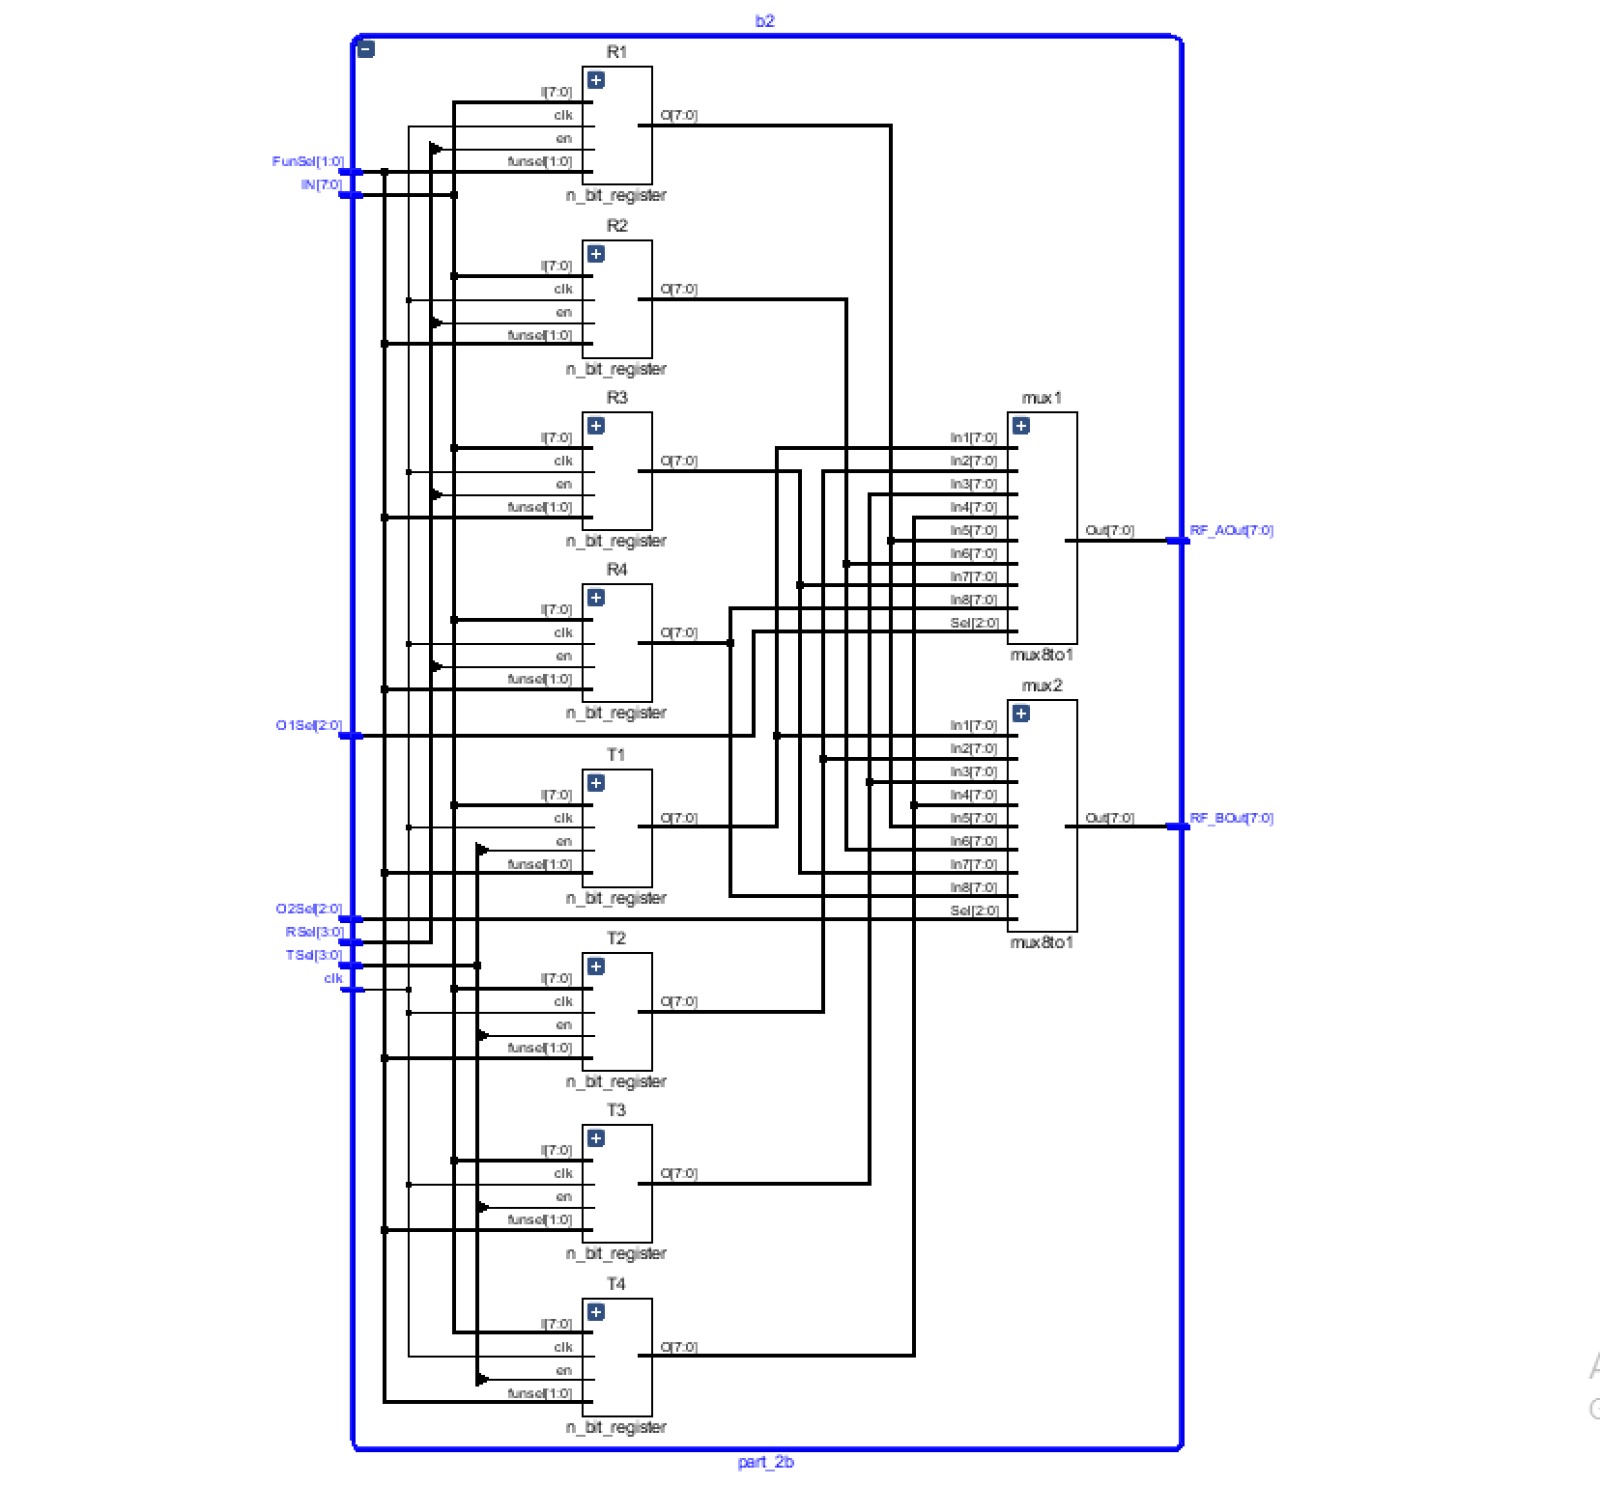 b2
R1
I[7:0]
clk
en
funsel[1:0]
O[7:0]
n_bit_register
FunSel[1:0]
IN[7:0]
R2
I[7:0]
clk
en
funsel[1:0]
O[7:0]
n_bit_register
R3
I[7:0]
clk
en
funsel[1:0]
O[7:0]
n_bit_register
R4
I[7:0]
clk
en
funsel[1:0]
O[7:0]
n_bit_register
mux1
In1[7:0]
In2[7:0]
In3[7:0]
In4[7:0]
In5[7:0]
In6[7:0]
In7[7:0]
In8[7:0]
Sel[2:0]
Out[7:0]
RF_AOut[7:0]
mux8to1
O1Sel[2:0]
T1
I[7:0]
clk
en
funsel[1:0]
O[7:0]
n_bit_register
mux2
In1[7:0]
In2[7:0]
In3[7:0]
In4[7:0]
In5[7:0]
In6[7:0]
In7[7:0]
In8[7:0]
Sel[2:0]
Out[7:0]
RF_BOut[7:0]
mux8to1
O2Sel[2:0]
RSel[3:0]
TSel[3:0]
clk
T2
I[7:0]
clk
en
funsel[1:0]
O[7:0]
n_bit_register
T3
I[7:0]
clk
en
funsel[1:0]
O[7:0]
n_bit_register
T4
I[7:0]
clk
en
funsel[1:0]
O[7:0]
n_bit_register
part_2b